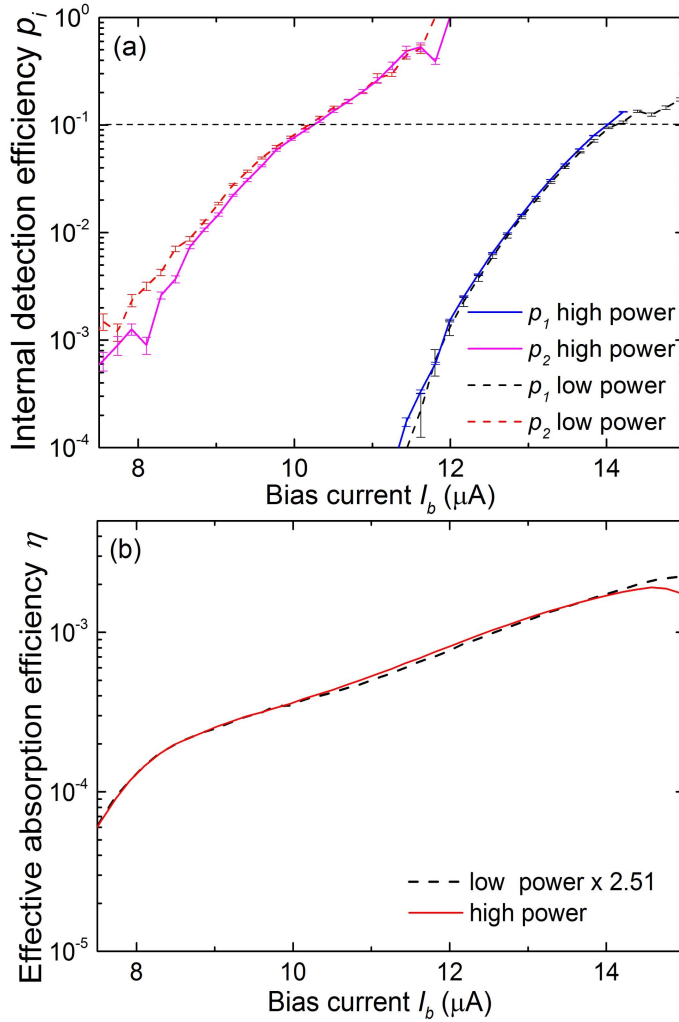 (a)
Internal detection efficiency p_i
10^0
10^-1
10^-2
10^-3
10^-4
p_1 high power
p_2 high power
p_1 low power
p_2 low power
8 10 12 14
Bias current I_b (μA)
(b)
Effective absorption efficiency η
10^-3
10^-4
10^-5
low power x 2.51
high power
8 10 12 14
Bias current I_b (μA)